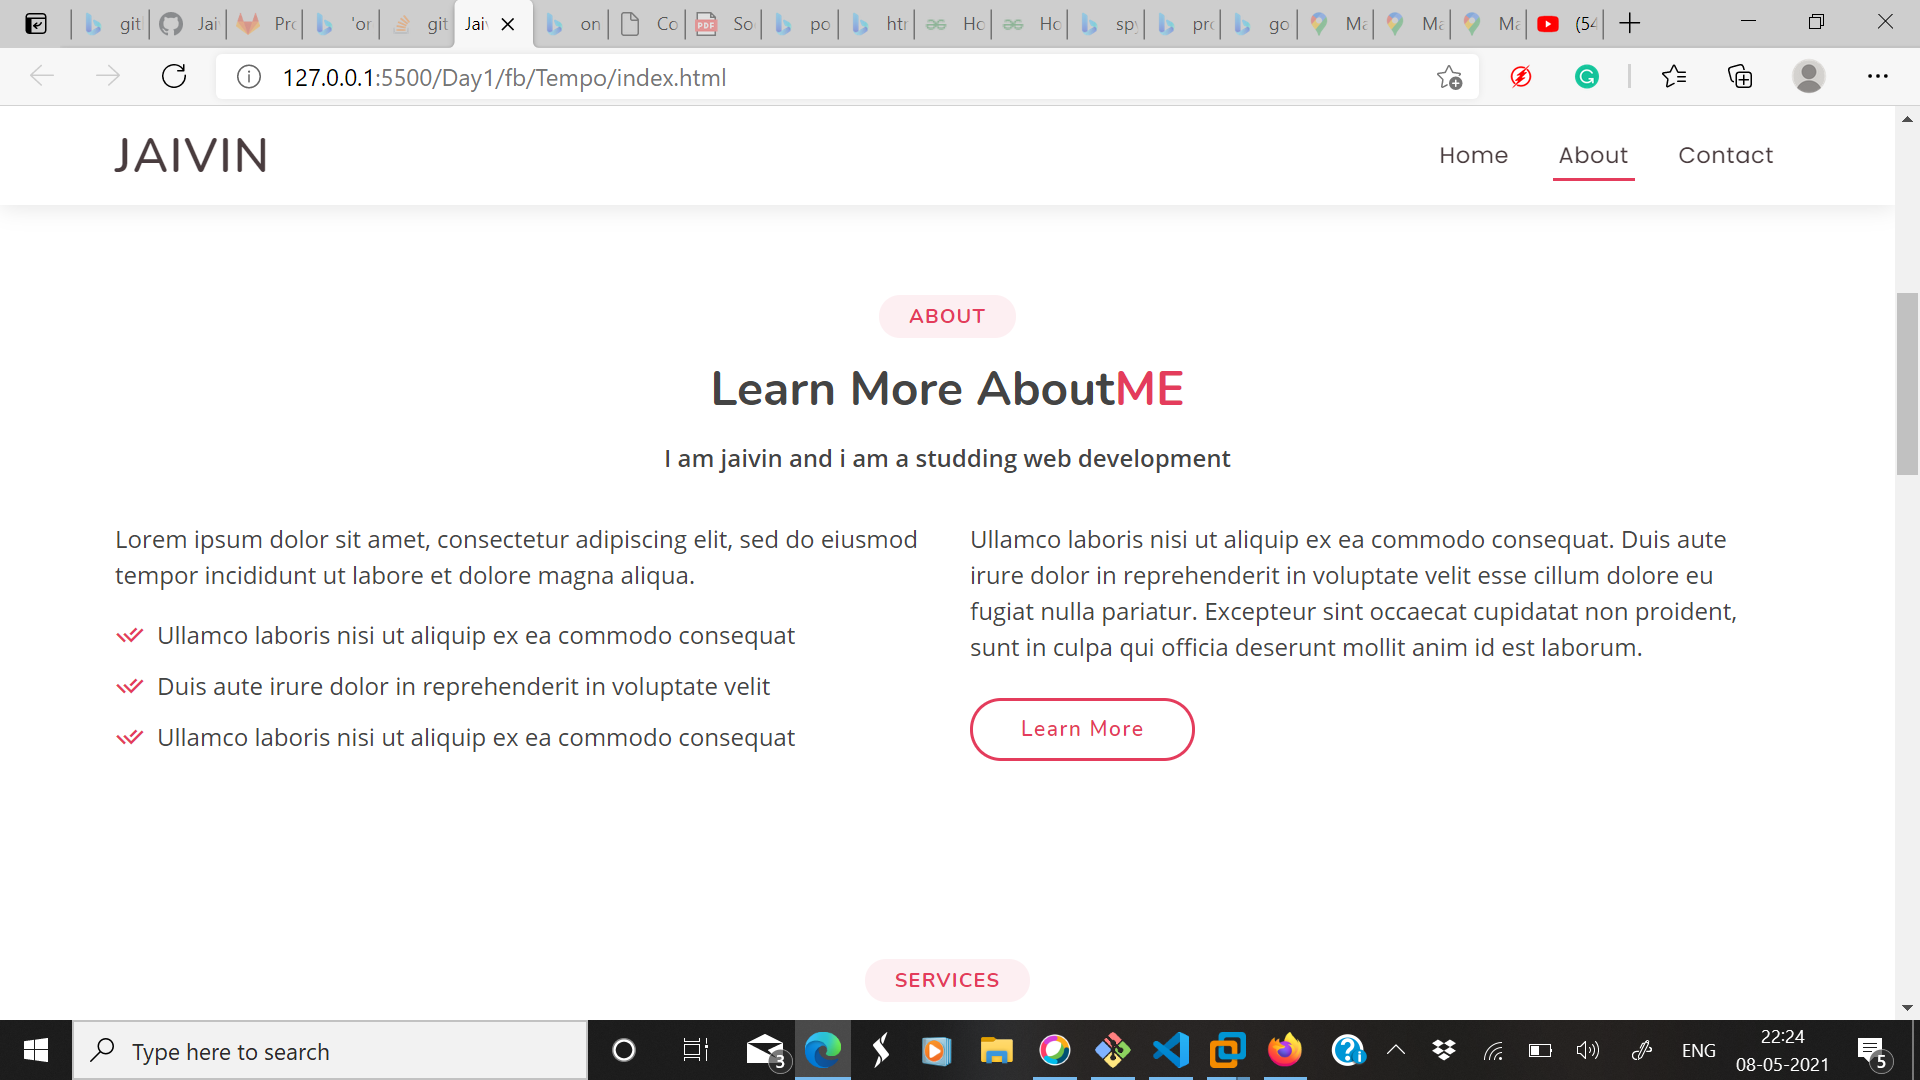 git
Jai
Pro
'or
git
Jaiv
on
Co
So
po
htr
Ho
Ho
spy
pro
go
Ma
Ma
Ma
(54
127.0.0.1:5500/Day1/fb/Tempo/index.html
JAIVIN
Home About Contact
ABOUT
Learn More AboutME
I am jaivin and i am a studding web development
Lorem ipsum dolor sit amet, consectetur adipiscing elit, sed do eiusmod
tempor incididunt ut labore et dolore magna aliqua.
Ullamco laboris nisi ut aliquip ex ea commodo consequat
Duis aute irure dolor in reprehenderit in voluptate velit
Ullamco laboris nisi ut aliquip ex ea commodo consequat
Ullamco laboris nisi ut aliquip ex ea commodo consequat. Duis aute
irure dolor in reprehenderit in voluptate velit esse cillum dolore eu
fugiat nulla pariatur. Excepteur sint occaecat cupidatat non proident,
sunt in culpa qui officia deserunt mollit anim id est laborum.
Learn More
SERVICES
Type here to search
3
ENG
22:24
08-05-2021
5